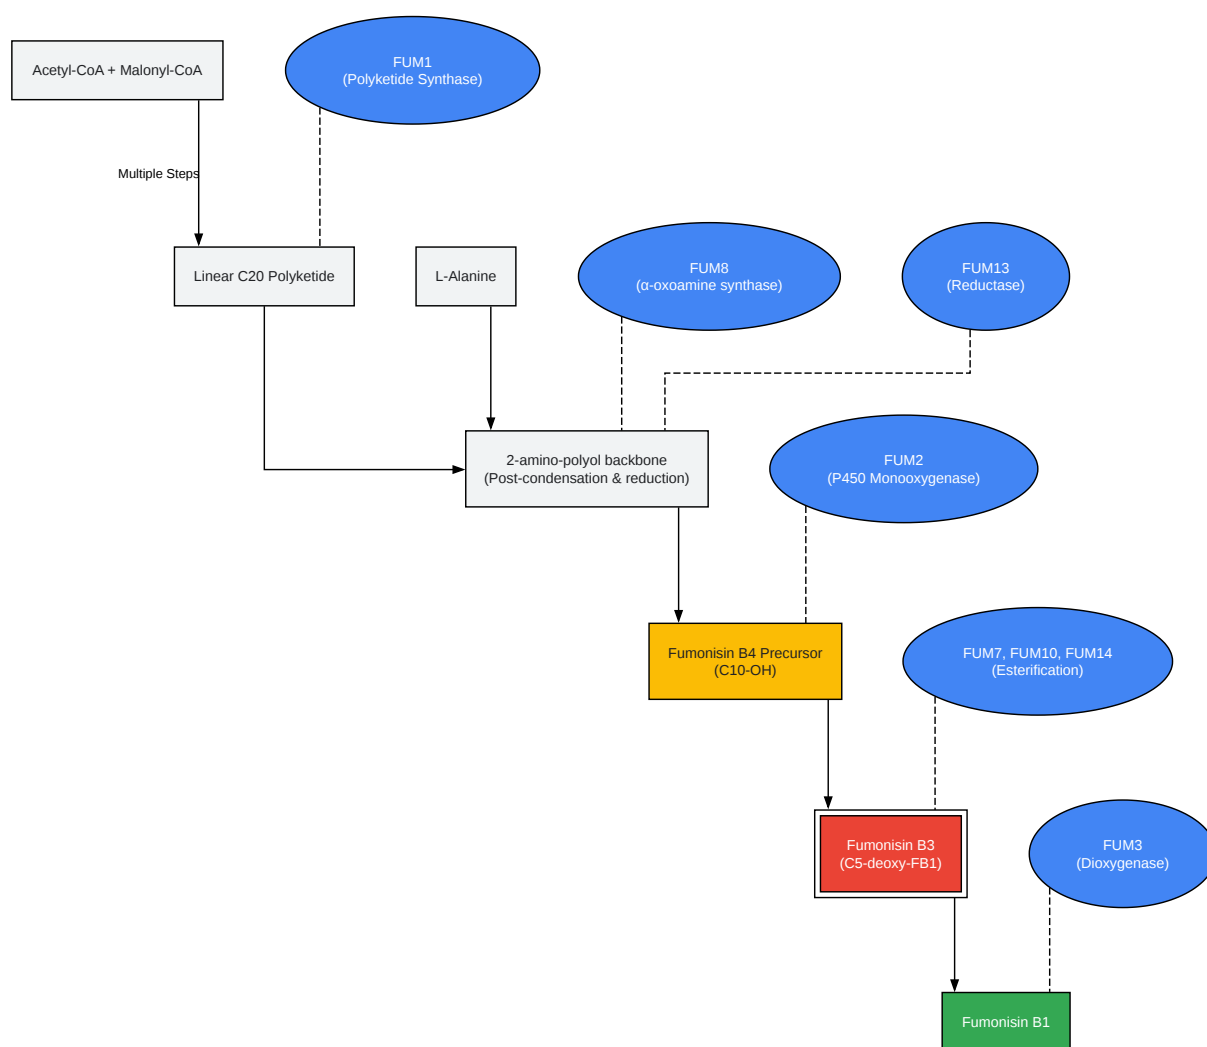 Acetyl-CoA + Malonyl-CoA
FUM1
(Polyketide Synthase)
Multiple Steps
Linear C20 Polyketide
L-Alanine
FUM8
(α-oxoamine synthase)
FUM13
(Reductase)
2-amino-polyol backbone
(Post-condensation & reduction)
FUM2
(P450 Monooxygenase)
Fumonisin B4 Precursor
(C10-OH)
FUM7, FUM10, FUM14
(Esterification)
Fumonisin B3
(C5-deoxy-FB1)
FUM3
(Dioxygenase)
Fumonisin B1